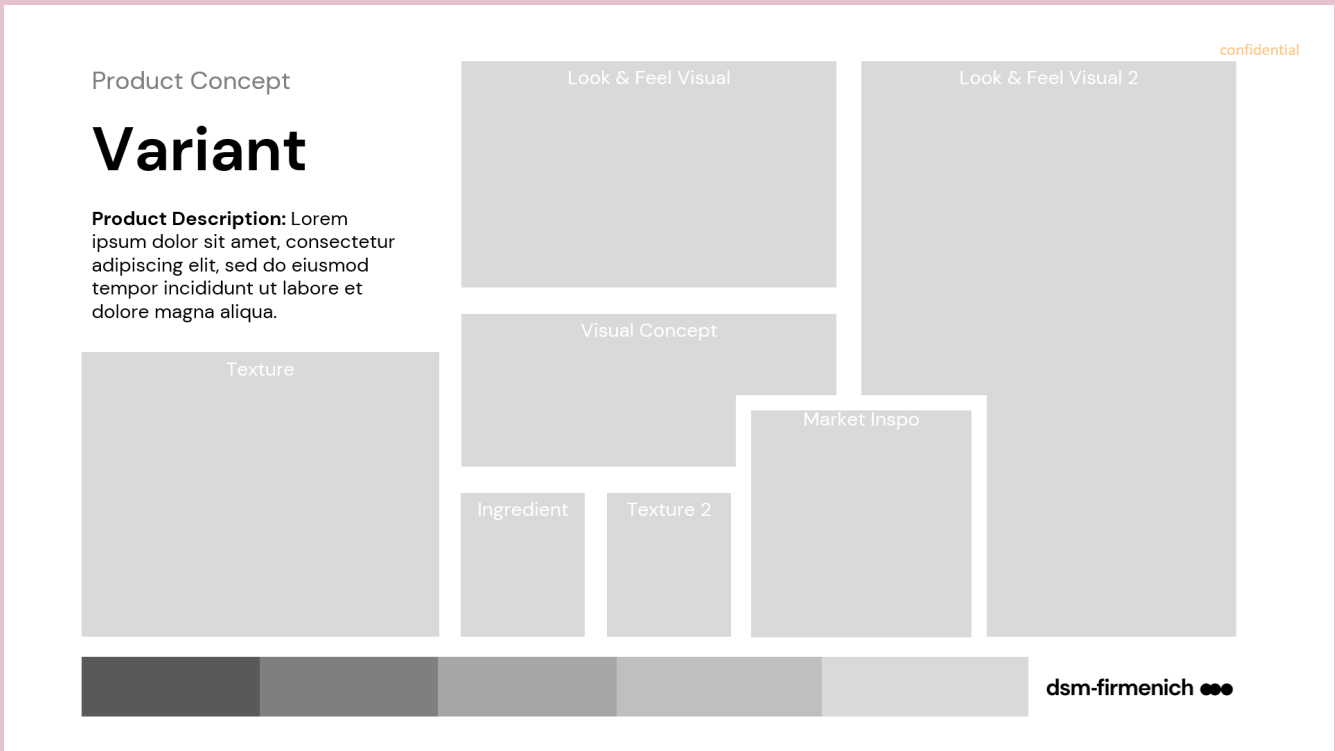 confidential
Product Concept
Variant
Product Description: Lorem
ipsum dolor sit amet, consectetur
adipiscing elit, sed do eiusmod
tempor incididunt ut labore et
dolore magna aliqua.
Look & Feel Visual
Look & Feel Visual 2
Visual Concept
Texture
Market Inspo
Ingredient
Texture 2
dsm-firmenich